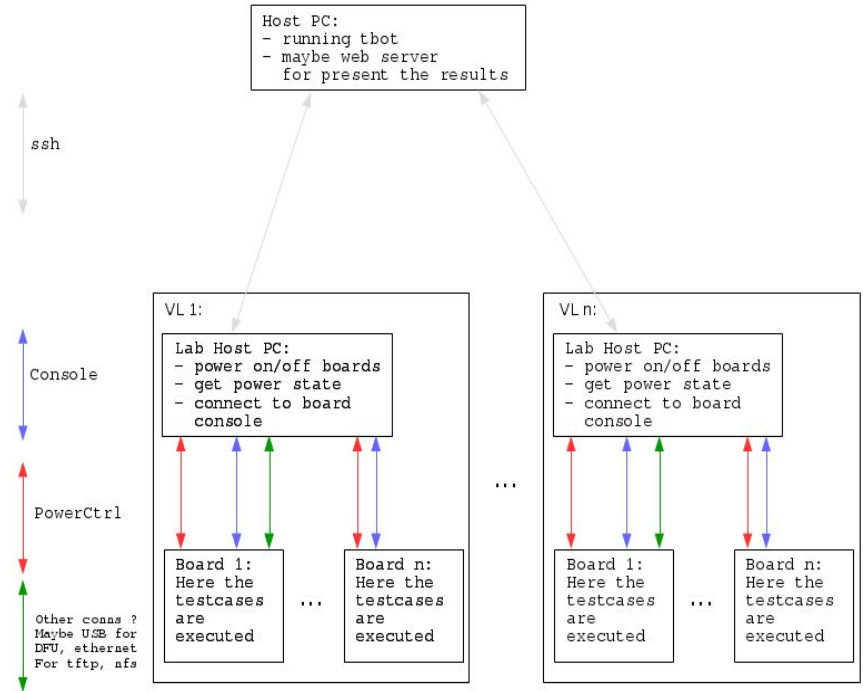 Host PC:
- running tbot
- maybe web server
for present the results
ssh
Console
PowerCtrl
Other conns ?
Maybe USB for
DFU, ethernet
For tftp, nfs
VL 1:
Lab Host PC:
- power on/off boards
- get power state
- connect to board
console
Board 1:
Here the
testcases
are
executed
...
Board n:
Here the
testcases
are
executed
...
VL n:
Lab Host PC:
- power on/off boards
- get power state
- connect to board
console
Board 1:
Here the
testcases
are
executed
...
Board n:
Here the
testcases
are
executed